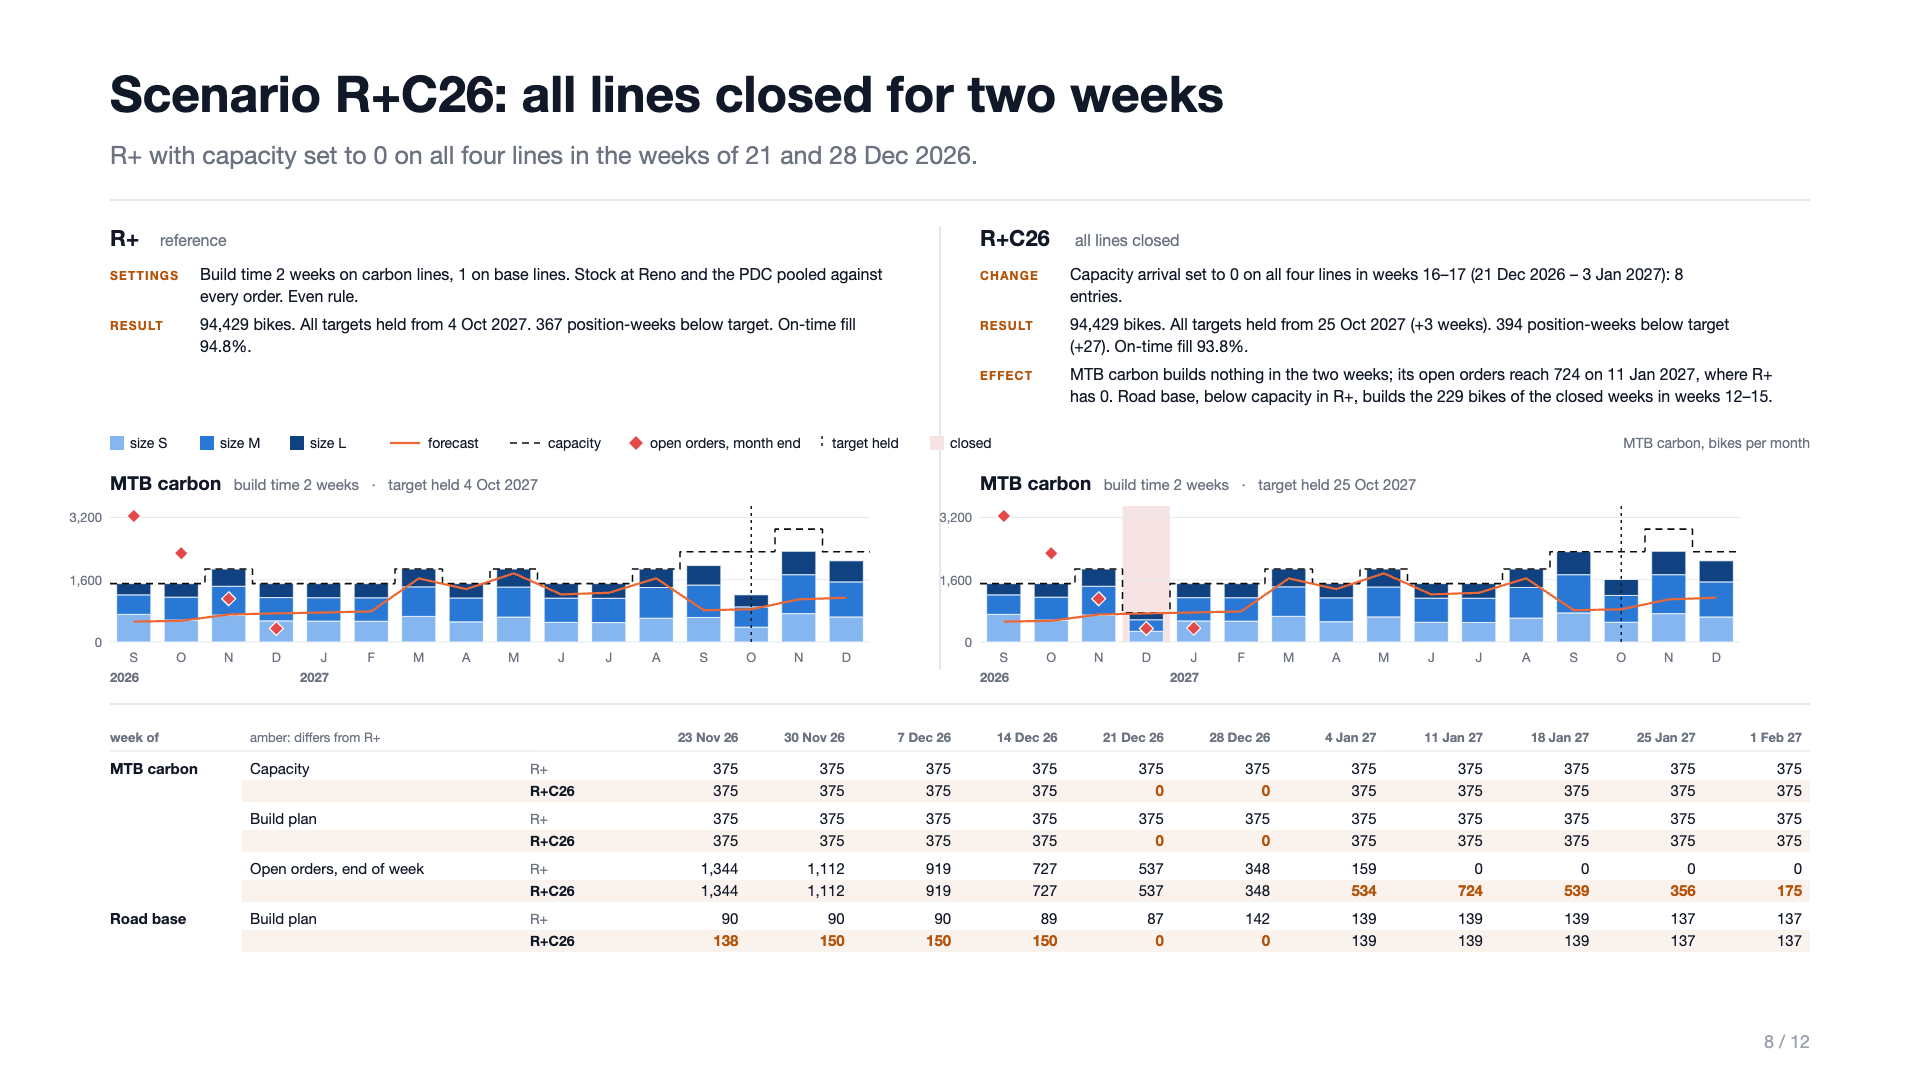 Scenario R+C26: all lines closed for two weeks
R+ with capacity set to 0 on all four lines in the weeks of 21 and 28 Dec 2026.
R+ reference
SETTINGS Build time 2 weeks on carbon lines, 1 on base lines. Stock at Reno and the PDC pooled against
every order. Even rule.
RESULT 94,429 bikes. All targets held from 4 Oct 2027. 367 position-weeks below target. On-time fill
94.8%.
R+C26 all lines closed
CHANGE Capacity arrival set to 0 on all four lines in weeks 16–17 (21 Dec 2026 – 3 Jan 2027): 8
entries.
RESULT 94,429 bikes. All targets held from 25 Oct 2027 (+3 weeks). 394 position-weeks below target
(+27). On-time fill 93.8%.
EFFECT MTB carbon builds nothing in the two weeks; its open orders reach 724 on 11 Jan 2027, where R+
has 0. Road base, below capacity in R+, builds the 229 bikes of the closed weeks in weeks 12–15.
size S size M size L forecast capacity open orders, month end target held closed MTB carbon, bikes per month
MTB carbon build time 2 weeks · target held 4 Oct 2027
3,200
1,600
0
S O N D J F M A M J J A S O N D
2026 2027
MTB carbon build time 2 weeks · target held 25 Oct 2027
3,200
1,600
0
S O N D J F M A M J J A S O N D
2026 2027
week of amber: differs from R+ 23 Nov 26 30 Nov 26 7 Dec 26 14 Dec 26 21 Dec 26 28 Dec 26 4 Jan 27 11 Jan 27 18 Jan 27 25 Jan 27 1 Feb 27
MTB carbon Capacity R+ 375 375 375 375 375 375 375 375 375 375 375
R+C26 375 375 375 375 0 0 375 375 375 375 375
Build plan R+ 375 375 375 375 375 375 375 375 375 375 375
R+C26 375 375 375 375 0 0 375 375 375 375 375
Open orders, end of week R+ 1,344 1,112 919 727 537 348 159 0 0 0 0
R+C26 1,344 1,112 919 727 537 348 534 724 539 356 175
Road base Build plan R+ 90 90 90 89 87 142 139 139 139 137 137
R+C26 138 150 150 150 0 0 139 139 139 137 137
8 / 12